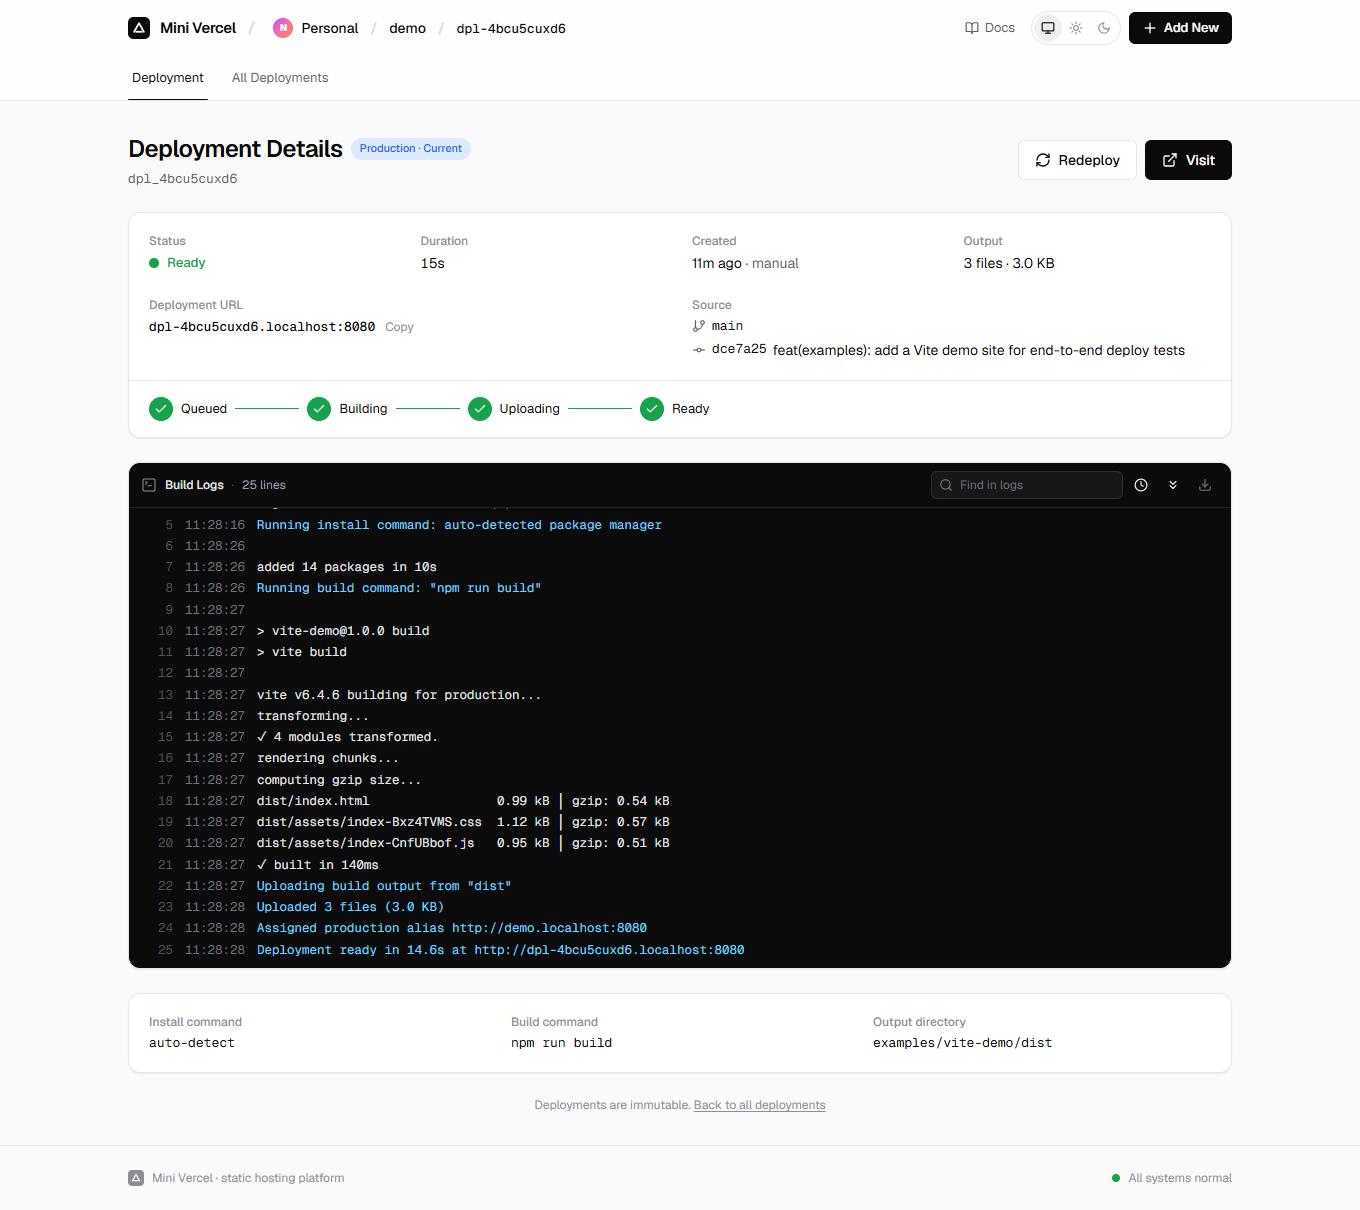 Mini Vercel / N Personal / demo / dpl-4bcu5cuxd6
Docs
Add New
Deployment
All Deployments
Deployment Details
Production · Current
dpl_4bcu5cuxd6
Redeploy
Visit
Status
Ready
Duration
15s
Created
11m ago · manual
Output
3 files · 3.0 KB
Deployment URL
dpl-4bcu5cuxd6.localhost:8080 Copy
Source
main
dce7a25 feat(examples): add a Vite demo site for end-to-end deploy tests
Queued
Building
Uploading
Ready
Build Logs · 25 lines
Find in logs
5 11:28:16 Running install command: auto-detected package manager
6 11:28:26
7 11:28:26 added 14 packages in 10s
8 11:28:26 Running build command: "npm run build"
9 11:28:27
10 11:28:27 > vite-demo@1.0.0 build
11 11:28:27 > vite build
12 11:28:27
13 11:28:27 vite v6.4.6 building for production...
14 11:28:27 transforming...
15 11:28:27 ✓ 4 modules transformed.
16 11:28:27 rendering chunks...
17 11:28:27 computing gzip size...
18 11:28:27 dist/index.html 0.99 kB │ gzip: 0.54 kB
19 11:28:27 dist/assets/index-Bxz4TVMS.css 1.12 kB │ gzip: 0.57 kB
20 11:28:27 dist/assets/index-CnfUBbof.js 0.95 kB │ gzip: 0.51 kB
21 11:28:27 ✓ built in 140ms
22 11:28:27 Uploading build output from "dist"
23 11:28:28 Uploaded 3 files (3.0 KB)
24 11:28:28 Assigned production alias http://demo.localhost:8080
25 11:28:28 Deployment ready in 14.6s at http://dpl-4bcu5cuxd6.localhost:8080
Install command
auto-detect
Build command
npm run build
Output directory
examples/vite-demo/dist
Deployments are immutable. Back to all deployments
Mini Vercel · static hosting platform
All systems normal